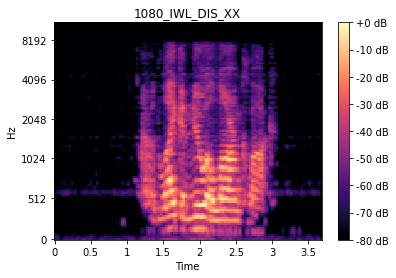 1080_IWL_DIS_XX
8192
4096
2048
1024
512
0
Hz
0 0.5 1 1.5 2 2.5 3 3.5
Time
+0 dB
-10 dB
-20 dB
-30 dB
-40 dB
-50 dB
-60 dB
-70 dB
-80 dB